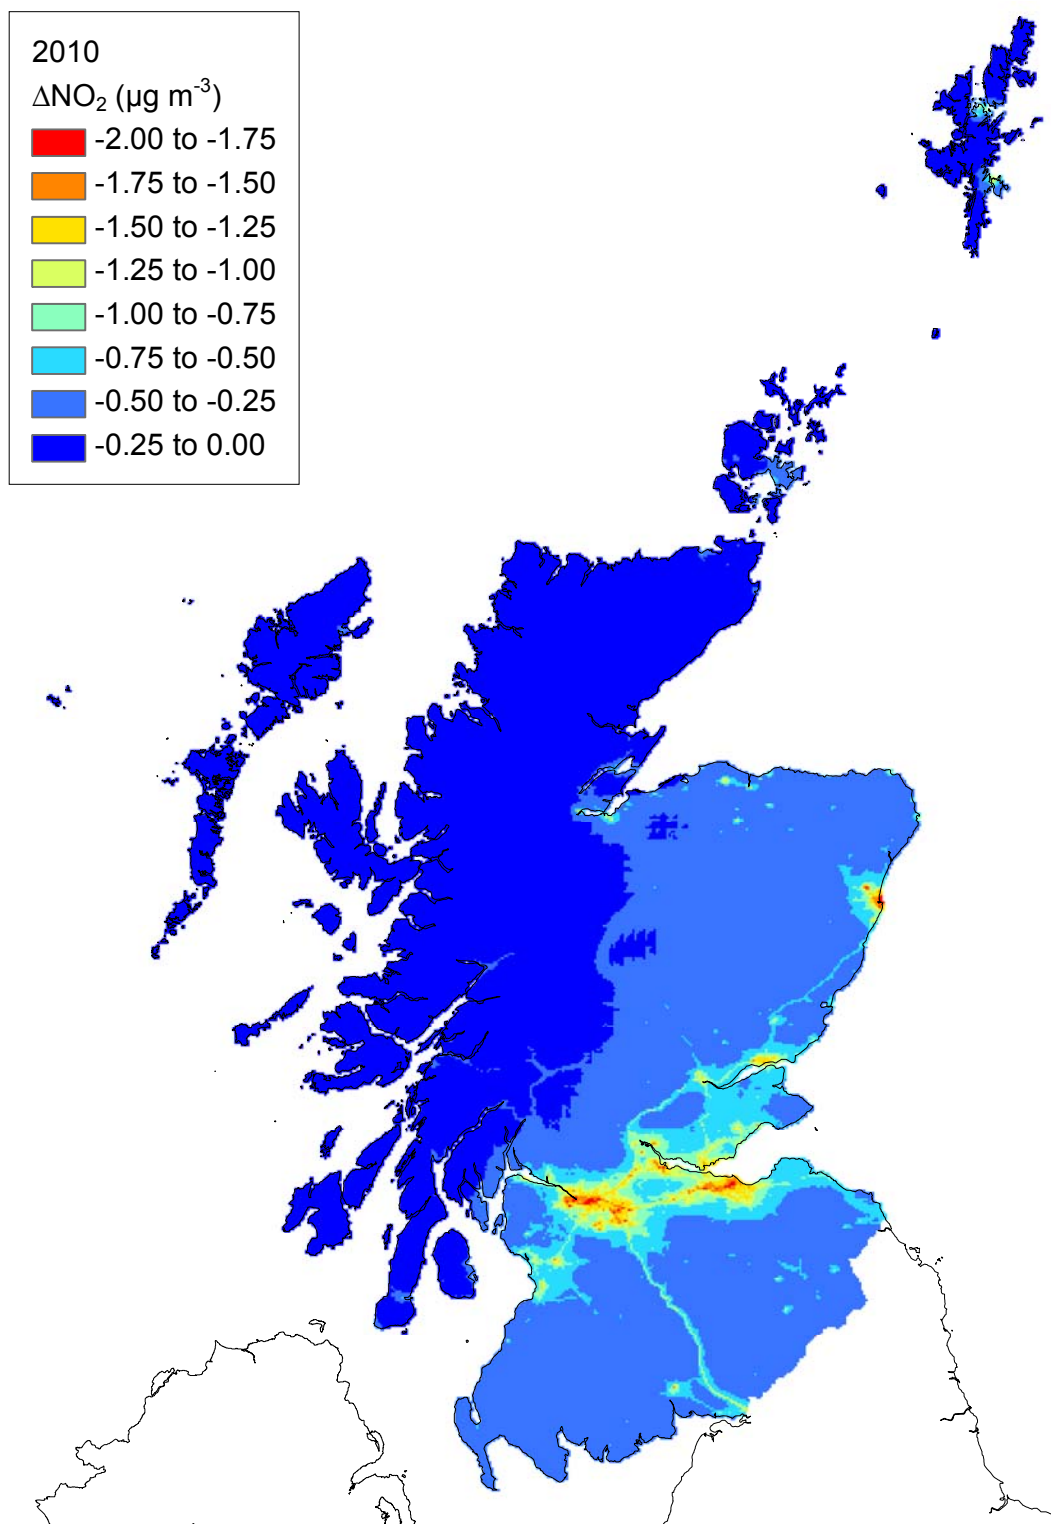 2010
ΔNO₂ (µg m⁻³)
-2.00 to -1.75
-1.75 to -1.50
-1.50 to -1.25
-1.25 to -1.00
-1.00 to -0.75
-0.75 to -0.50
-0.50 to -0.25
-0.25 to 0.00